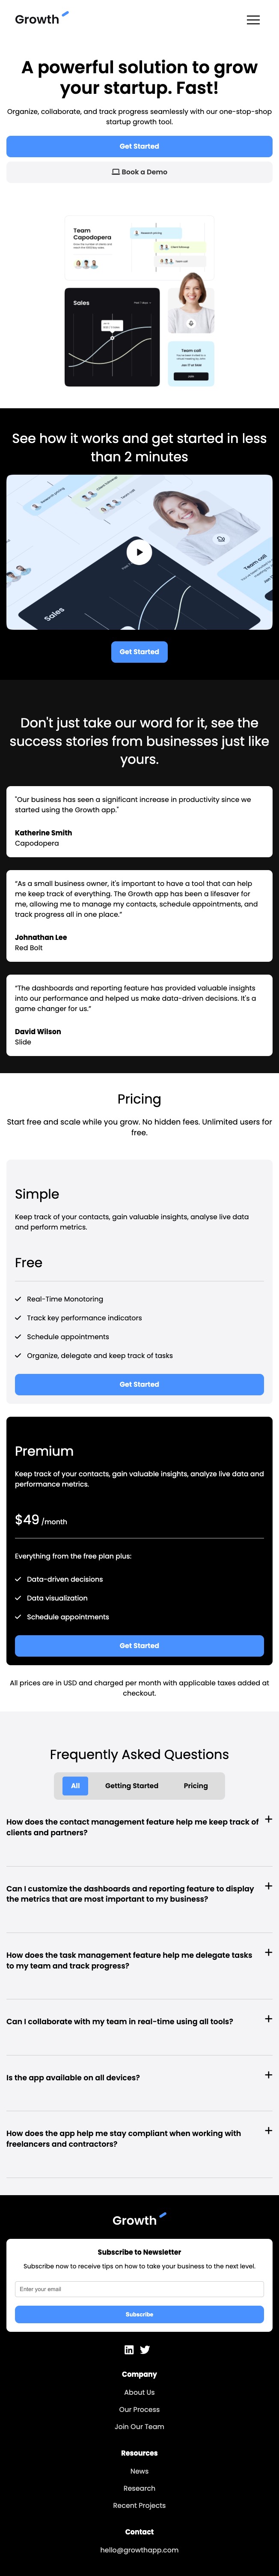 Growth
A powerful solution to grow
your startup. Fast!
Organize, collaborate, and track progress seamlessly with our one-stop-shop
startup growth tool.
Get Started
Book a Demo
Team
Capodopera
Research pricing
Client followup
Team call
Sales
Team call
Join
See how it works and get started in less
than 2 minutes
Research pricing
Client followup
Team call
Sales
Team call
Get Started
Don't just take our word for it, see the
success stories from businesses just like
yours.
"Our business has seen a significant increase in productivity since we
started using the Growth app."
Katherine Smith
Capodopera
"As a small business owner, it's important to have a tool that can help
me keep track of everything. The Growth app has been a lifesaver for
me, allowing me to manage my contacts, schedule appointments, and
track progress all in one place."
Johnathan Lee
Red Bolt
"The dashboards and reporting feature has provided valuable insights
into our performance and helped us make data-driven decisions. It's a
game changer for us."
David Wilson
Slide
Pricing
Start free and scale while you grow. No hidden fees. Unlimited users for
free.
Simple
Keep track of your contacts, gain valuable insights, analyse live data
and perform metrics.
Free
Real-Time Monotoring
Track key performance indicators
Schedule appointments
Organize, delegate and keep track of tasks
Get Started
Premium
Keep track of your contacts, gain valuable insights, analyze live data and
performance metrics.
$49 /month
Everything from the free plan plus:
Data-driven decisions
Data visualization
Schedule appointments
Get Started
All prices are in USD and charged per month with applicable taxes added at
checkout.
Frequently Asked Questions
All Getting Started Pricing
How does the contact management feature help me keep track of
clients and partners?
Can I customize the dashboards and reporting feature to display
the metrics that are most important to my business?
How does the task management feature help me delegate tasks
to my team and track progress?
Can I collaborate with my team in real-time using all tools?
Is the app available on all devices?
How does the app help me stay compliant when working with
freelancers and contractors?
Growth
Subscribe to Newsletter
Subscribe now to receive tips on how to take your business to the next level.
Enter your email
Subscribe
Company
About Us
Our Process
Join Our Team
Resources
News
Research
Recent Projects
Contact
hello@growthapp.com